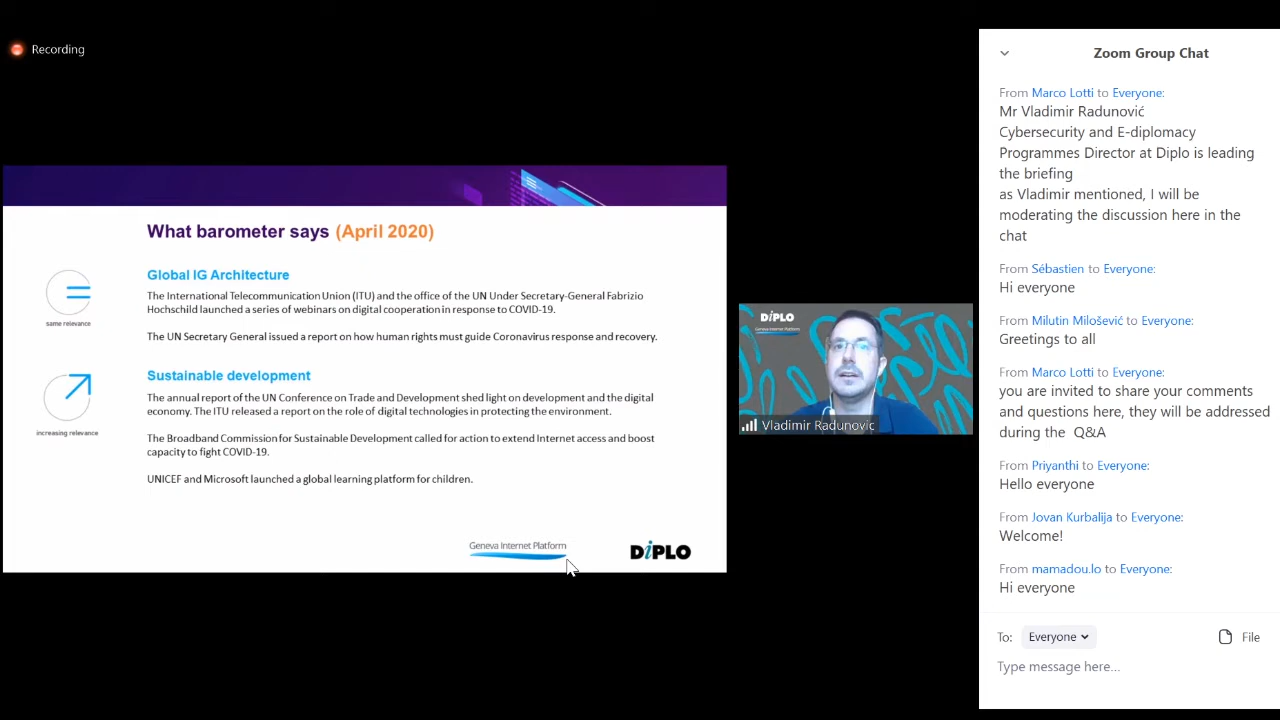 Recording
What barometer says (April 2020)
same relevance
Global IG Architecture
The International Telecommunication Union (ITU) and the office of the UN Under Secretary-General Fabrizio
Hochschild launched a series of webinars on digital cooperation in response to COVID-19.
The UN Secretary General issued a report on how human rights must guide Coronavirus response and recovery.
increasing relevance
Sustainable development
The annual report of the UN Conference on Trade and Development shed light on development and the digital
economy. The ITU released a report on the role of digital technologies in protecting the environment.
The Broadband Commission for Sustainable Development called for action to extend Internet access and boost
capacity to fight COVID-19.
UNICEF and Microsoft launched a global learning platform for children.
Geneva Internet Platform
DiPLO
DiPLO
Geneva Internet Platform
Vladimir Radunovic
Zoom Group Chat
From Marco Lotti to Everyone:
Mr Vladimir Radunović
Cybersecurity and E-diplomacy
Programmes Director at Diplo is leading
the briefing
as Vladimir mentioned, I will be
moderating the discussion here in the
chat
From Sébastien to Everyone:
Hi everyone
From Milutin Milošević to Everyone:
Greetings to all
From Marco Lotti to Everyone:
you are invited to share your comments
and questions here, they will be addressed
during the Q&A
From Priyanthi to Everyone:
Hello everyone
From Jovan Kurbalija to Everyone:
Welcome!
From mamadou.lo to Everyone:
Hi everyone
To: Everyone
File
Type message here…